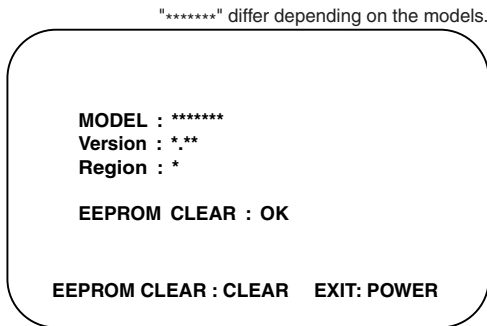 "*******" differ depending on the models.
MODEL : *******
Version : *.**
Region : *
EEPROM CLEAR : OK
EEPROM CLEAR : CLEAR EXIT: POWER